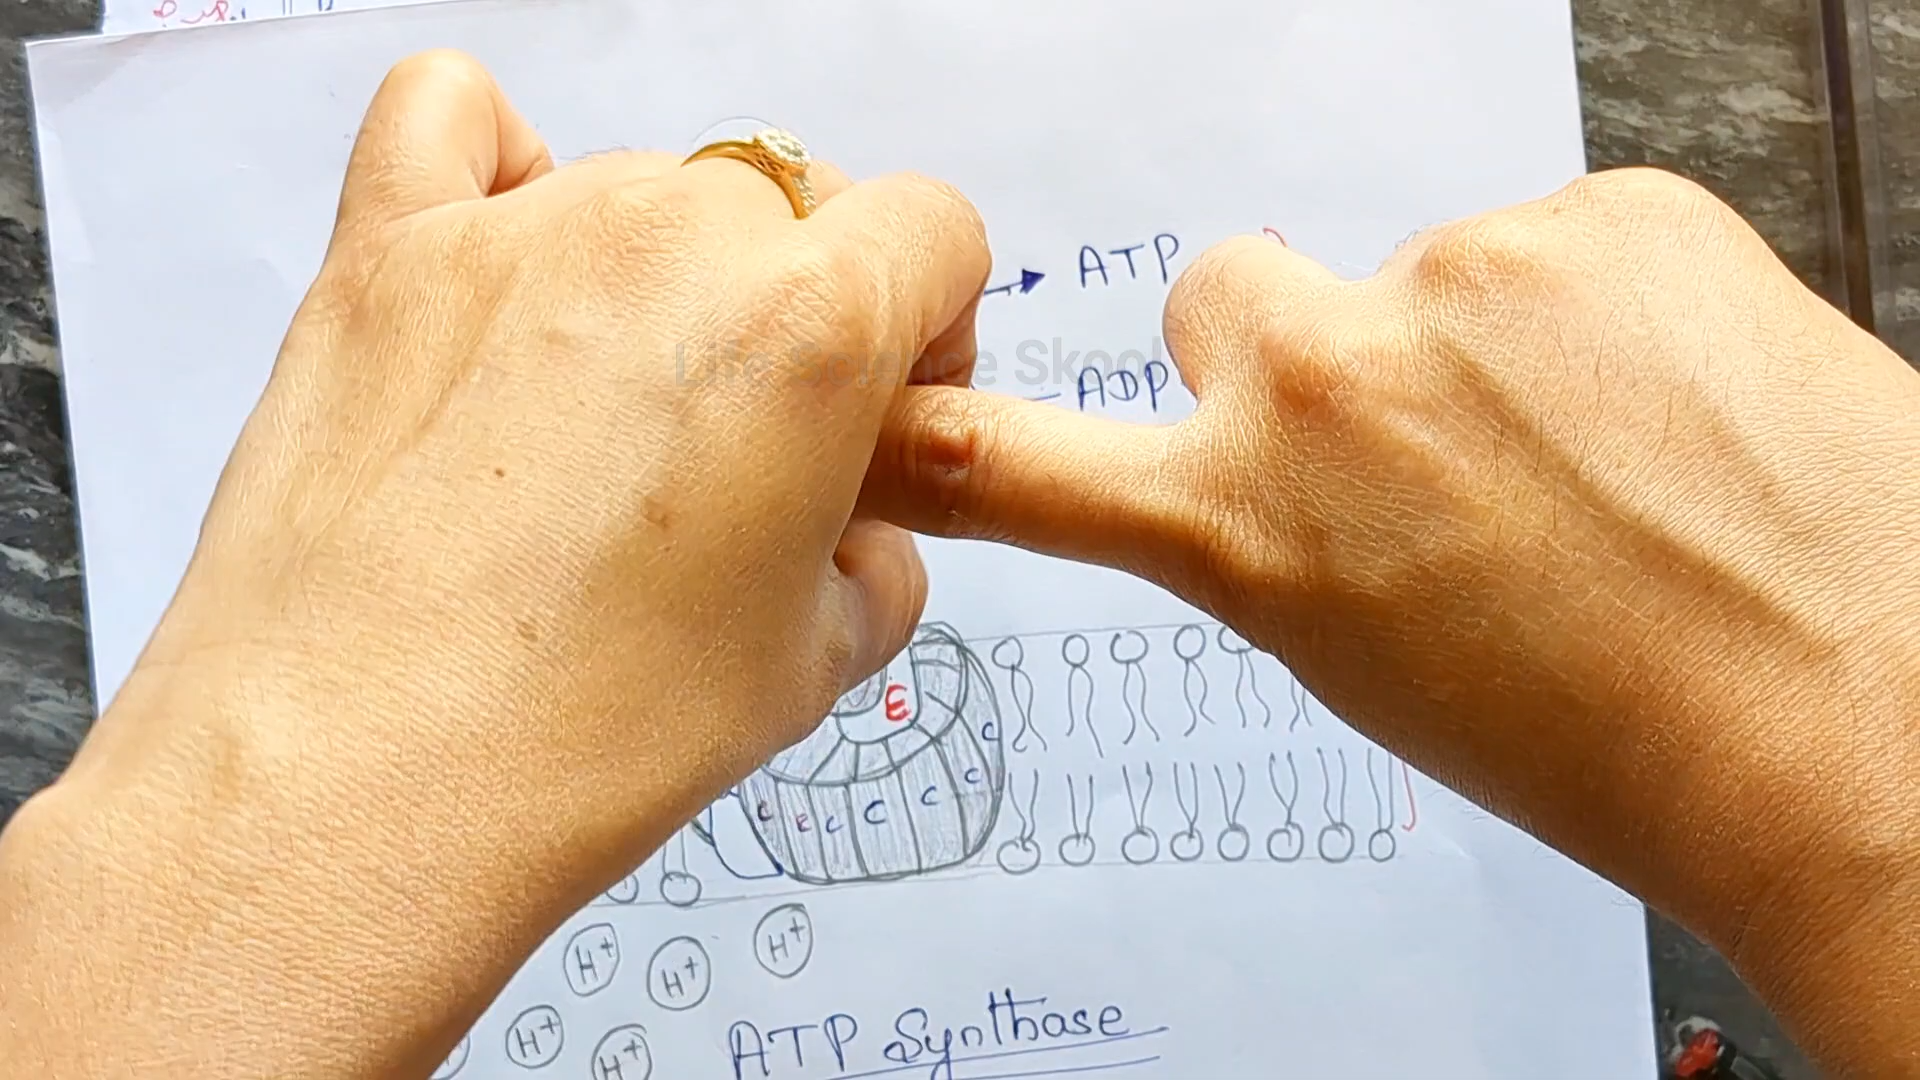 ATP
Life Science Skool
ADP
E
C
C
C
E C C C
H+
H+
H+
H+
H+
ATP Synthase